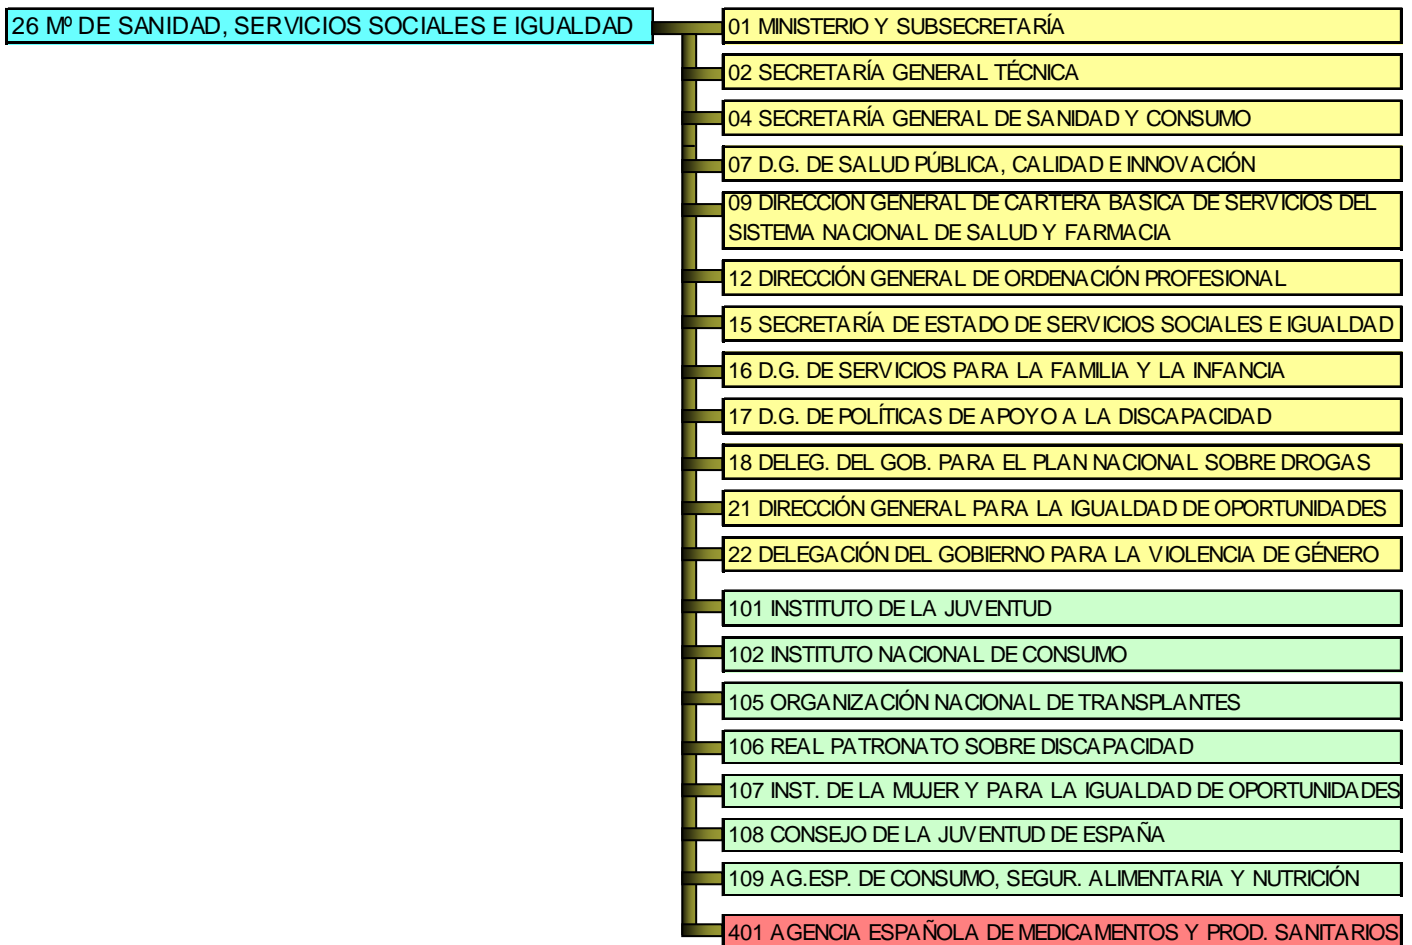 26 Mº DE SANIDAD, SERVICIOS SOCIALES E IGUALDAD
01 MINISTERIO Y SUBSECRETARÍA
02 SECRETARÍA GENERAL TÉCNICA
04 SECRETARÍA GENERAL DE SANIDAD Y CONSUMO
07 D.G. DE SALUD PÚBLICA, CALIDAD E INNOVACIÓN
09 DIRECCIÓN GENERAL DE CARTERA BÁSICA DE SERVICIOS DEL
SISTEMA NACIONAL DE SALUD Y FARMACIA
12 DIRECCIÓN GENERAL DE ORDENACIÓN PROFESIONAL
15 SECRETARÍA DE ESTADO DE SERVICIOS SOCIALES E IGUALDAD
16 D.G. DE SERVICIOS PARA LA FAMILIA Y LA INFANCIA
17 D.G. DE POLÍTICAS DE APOYO A LA DISCAPACIDAD
18 DELEG. DEL GOB. PARA EL PLAN NACIONAL SOBRE DROGAS
21 DIRECCIÓN GENERAL PARA LA IGUALDAD DE OPORTUNIDADES
22 DELEGACIÓN DEL GOBIERNO PARA LA VIOLENCIA DE GÉNERO
101 INSTITUTO DE LA JUVENTUD
102 INSTITUTO NACIONAL DE CONSUMO
105 ORGANIZACIÓN NACIONAL DE TRANSPLANTES
106 REAL PATRONATO SOBRE DISCAPACIDAD
107 INST. DE LA MUJER Y PARA LA IGUALDAD DE OPORTUNIDADES
108 CONSEJO DE LA JUVENTUD DE ESPAÑA
109 AG.ESP. DE CONSUMO, SEGUR. ALIMENTARIA Y NUTRICIÓN
401 AGENCIA ESPAÑOLA DE MEDICAMENTOS Y PROD. SANITARIOS